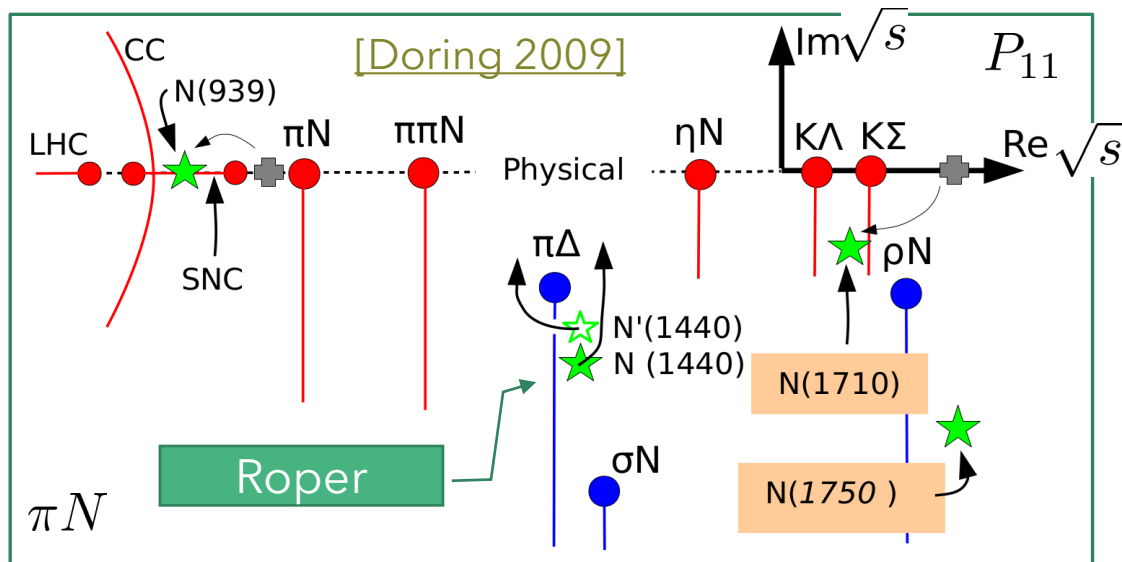 CC
[Doring 2009]
Im√s
P₁₁
N(939)
LHC
πN
ππN
Physical
ηN
KΛ
KΣ
Re √s
SNC
πΔ
ρN
N'(1440)
N (1440)
N(1710)
Roper
σN
N(1750 )
πN